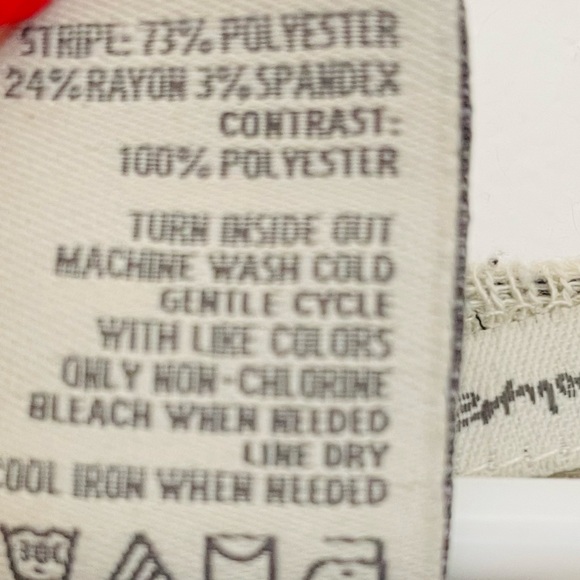 STRIPE: 73% POLYESTER
24% RAYON 3% SPANDEX
CONTRAST:
100% POLYESTER
TURN INSIDE OUT
MACHINE WASH COLD
GENTLE CYCLE
WITH LIKE COLORS
ONLY NON-CHLORINE
BLEACH WHEN NEEDED
LINE DRY
COOL IRON WHEN NEEDED
30C